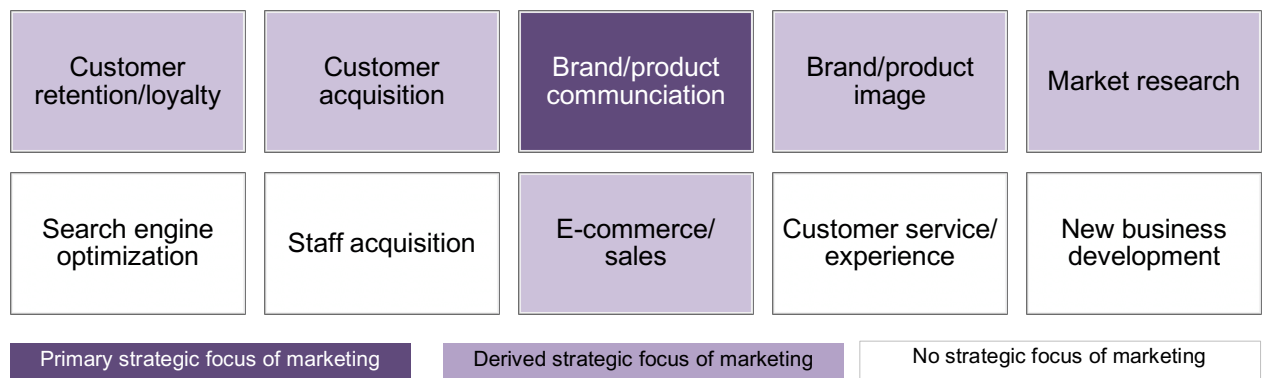 Customer
retention/loyalty
Customer
acquisition
Brand/product
communciation
Brand/product
image
Market research
Search engine
optimization
Staff acquisition
E-commerce/
sales
Customer service/
experience
New business
development
Primary strategic focus of marketing
Derived strategic focus of marketing
No strategic focus of marketing